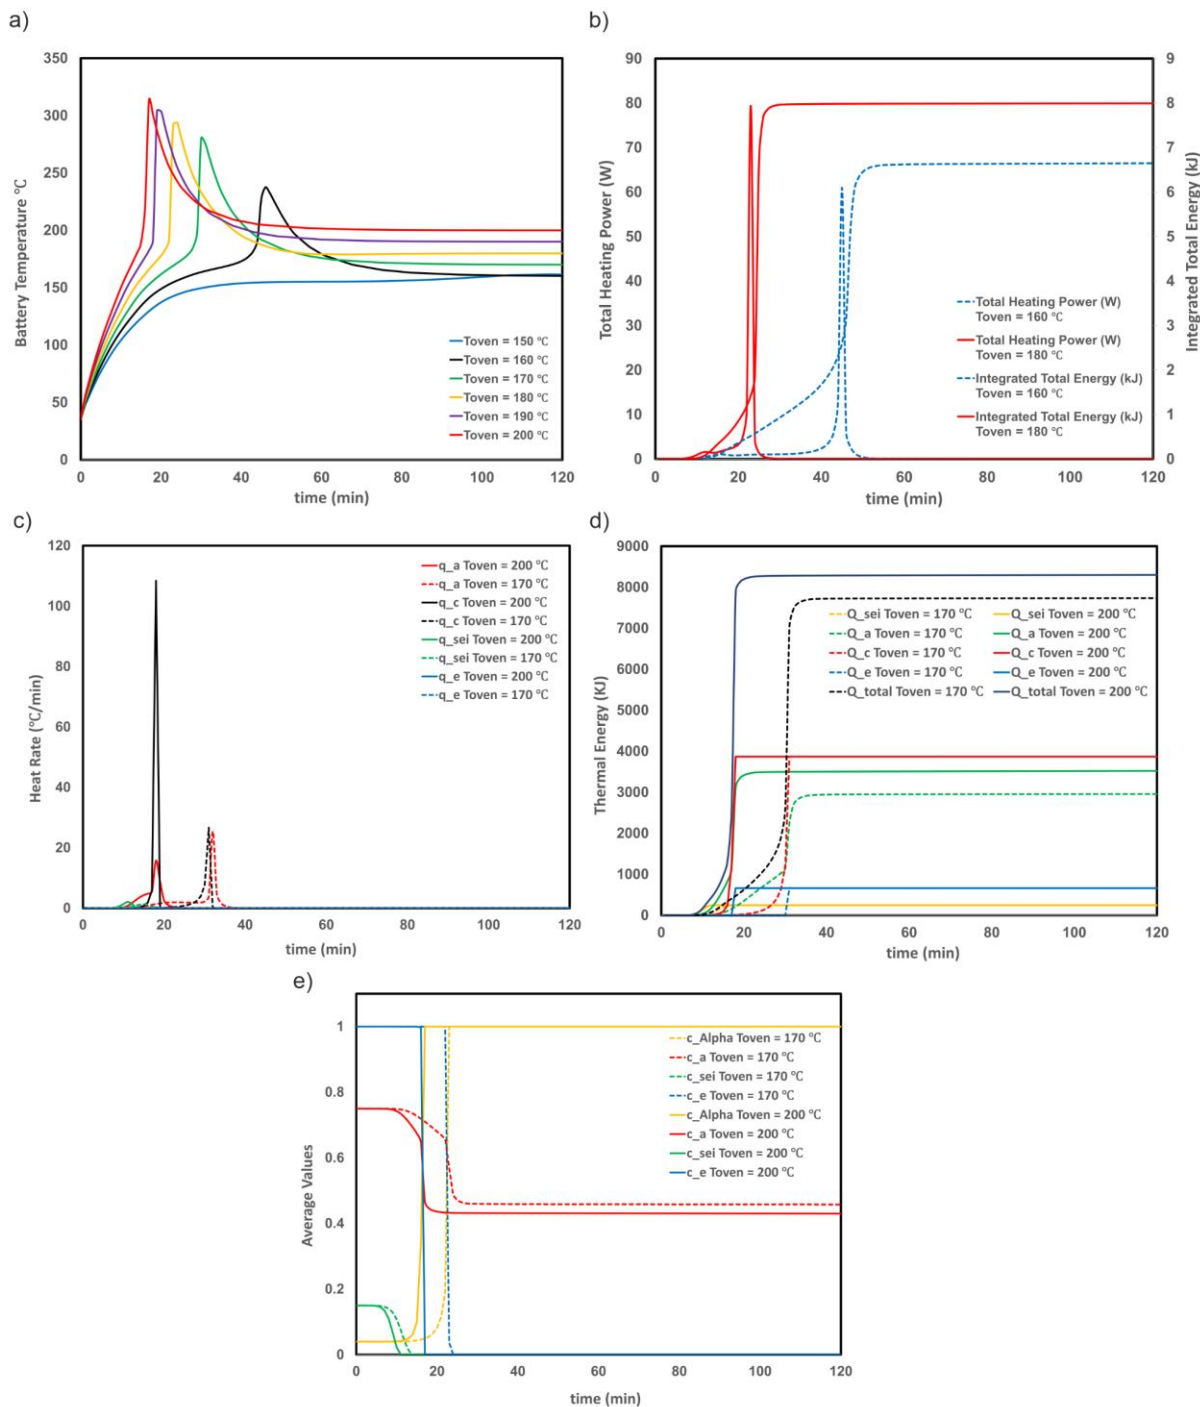 a)
350
300
250
200
150
100
50
0
Battery Temperature °C
0 20 40 60 80 100 120
time (min)
Toven = 150 °C
Toven = 160 °C
Toven = 170 °C
Toven = 180 °C
Toven = 190 °C
Toven = 200 °C
b)
90
80
70
60
50
40
30
20
10
0
Total Heating Power (W)
9
8
7
6
5
4
3
2
1
0
Integrated Total Energy (kJ)
0 20 40 60 80 100 120
time (min)
Total Heating Power (W)
Toven = 160 °C
Total Heating Power (W)
Toven = 180 °C
Integrated Total Energy (kJ)
Toven = 160 °C
Integrated Total Energy (kJ)
Toven = 180 °C
c)
120
100
80
60
40
20
0
Heat Rate (°C/min)
0 20 40 60 80 100 120
time (min)
q_a Toven = 200 °C
q_a Toven = 170 °C
q_c Toven = 200 °C
q_c Toven = 170 °C
q_sei Toven = 200 °C
q_sei Toven = 170 °C
q_e Toven = 200 °C
q_e Toven = 170 °C
d)
9000
8000
7000
6000
5000
4000
3000
2000
1000
0
Thermal Energy (KJ)
0 20 40 60 80 100 120
time (min)
Q_sei Toven = 170 °C Q_sei Toven = 200 °C
Q_a Toven = 170 °C Q_a Toven = 200 °C
Q_c Toven = 170 °C Q_c Toven = 200 °C
Q_e Toven = 170 °C Q_e Toven = 200 °C
Q_total Toven = 170 °C Q_total Toven = 200 °C
e)
1
0.8
0.6
0.4
0.2
0
Average Values
0 20 40 60 80 100 120
time (min)
c_Alpha Toven = 170 °C
c_a Toven = 170 °C
c_sei Toven = 170 °C
c_e Toven = 170 °C
c_Alpha Toven = 200 °C
c_a Toven = 200 °C
c_sei Toven = 200 °C
c_e Toven = 200 °C